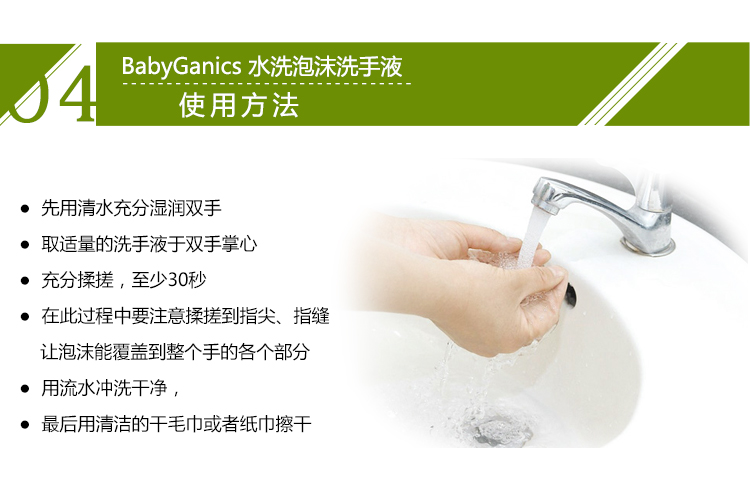 04
BabyGanics 水洗泡沫洗手液
使用方法
● 先用清水充分湿润双手
● 取适量的洗手液于双手掌心
● 充分揉搓，至少30秒
● 在此过程中要注意揉搓到指尖、指缝
让泡沫能覆盖到整个手的各个部分
● 用流水冲洗干净，
● 最后用清洁的干毛巾或者纸巾擦干